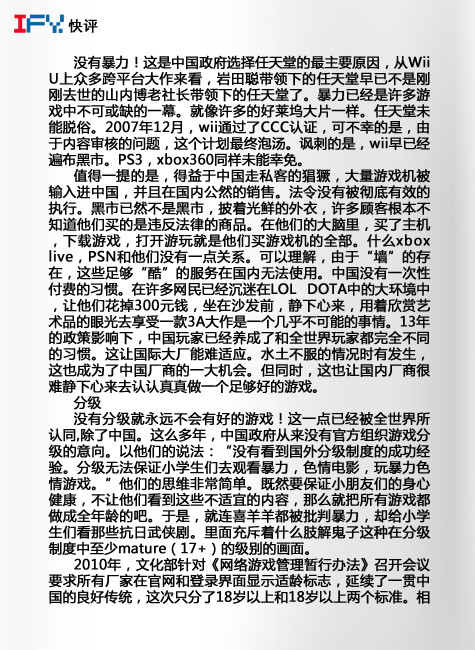 IFY. 快评
没有暴力！这是中国政府选择任天堂的最主要原因，从Wii
U上众多跨平台大作来看，岩田聪带领下的任天堂早已不是刚
刚去世的山内博老社长带领下的任天堂了。暴力已经是许多游
戏中不可或缺的一幕。就像许多的好莱坞大片一样。任天堂未
能脱俗。2007年12月，wii通过了CCC认证，可不幸的是，由
于内容审核的问题，这个计划最终泡汤。讽刺的是，wii早已经
遍布黑市。PS3，xbox360同样未能幸免。
值得一提的是，得益于中国走私客的猖獗，大量游戏机被
输入进中国，并且在国内公然的销售。法令没有被彻底有效的
执行。黑市已然不是黑市，披着光鲜的外衣，许多顾客根本不
知道他们买的是违反法律的商品。在他们的大脑里，买了主机
，下载游戏，打开游玩就是他们买游戏机的全部。什么xbox
live，PSN和他们没有一点关系。可以理解，由于“墙”的存
在，这些足够“酷”的服务在国内无法使用。中国没有一次性
付费的习惯。在许多网民已经沉迷在LOL DOTA中的大环境中
，让他们花掉300元钱，坐在沙发前，静下心来，用着欣赏艺
术品的眼光去享受一款3A大作是一个几乎不可能的事情。13年
的政策影响下，中国玩家已经养成了和全世界玩家都完全不同
的习惯。这让国际大厂能难适应。水土不服的情况时有发生，
这也成为了中国厂商的一大机会。但同时，这也让国内厂商很
难静下心来去认认真真做一个足够好的游戏。
分级
没有分级就永远不会有好的游戏！这一点已经被全世界所
认同,除了中国。这么多年，中国政府从来没有官方组织游戏分
级的意向。以他们的说法：“没有看到国外分级制度的成功经
验。分级无法保证小学生们去观看暴力，色情电影，玩暴力色
情游戏。”他们的思维非常简单。既然要保证小朋友们的身心
健康，不让他们看到这些不适宜的内容，那么就把所有游戏都
做成全年龄的吧。于是，就连喜羊羊都被批判暴力，却给小学
生们看那些抗日武侠剧。里面充斥着什么肢解鬼子这种在分级
制度中至少mature（17+）的级别的画面。
2010年，文化部针对《网络游戏管理暂行办法》召开会议
要求所有厂家在官网和登录界面显示适龄标志，延续了一贯中
国的良好传统，这次只分了18岁以上和18岁以上两个标准。相